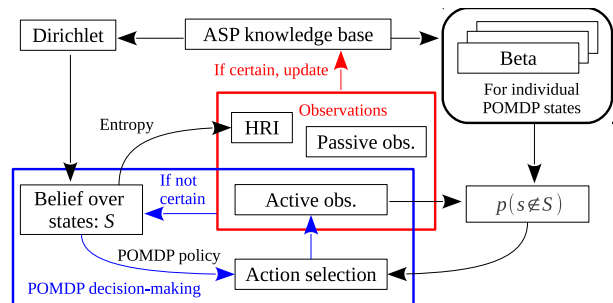 Dirichlet
ASP knowledge base
Beta
For individual
POMDP states
If certain, update
Observations
HRI
Passive obs.
Entropy
If not
certain
Belief over
states: S
Active obs.
p(s∉S)
POMDP policy
Action selection
POMDP decision-making